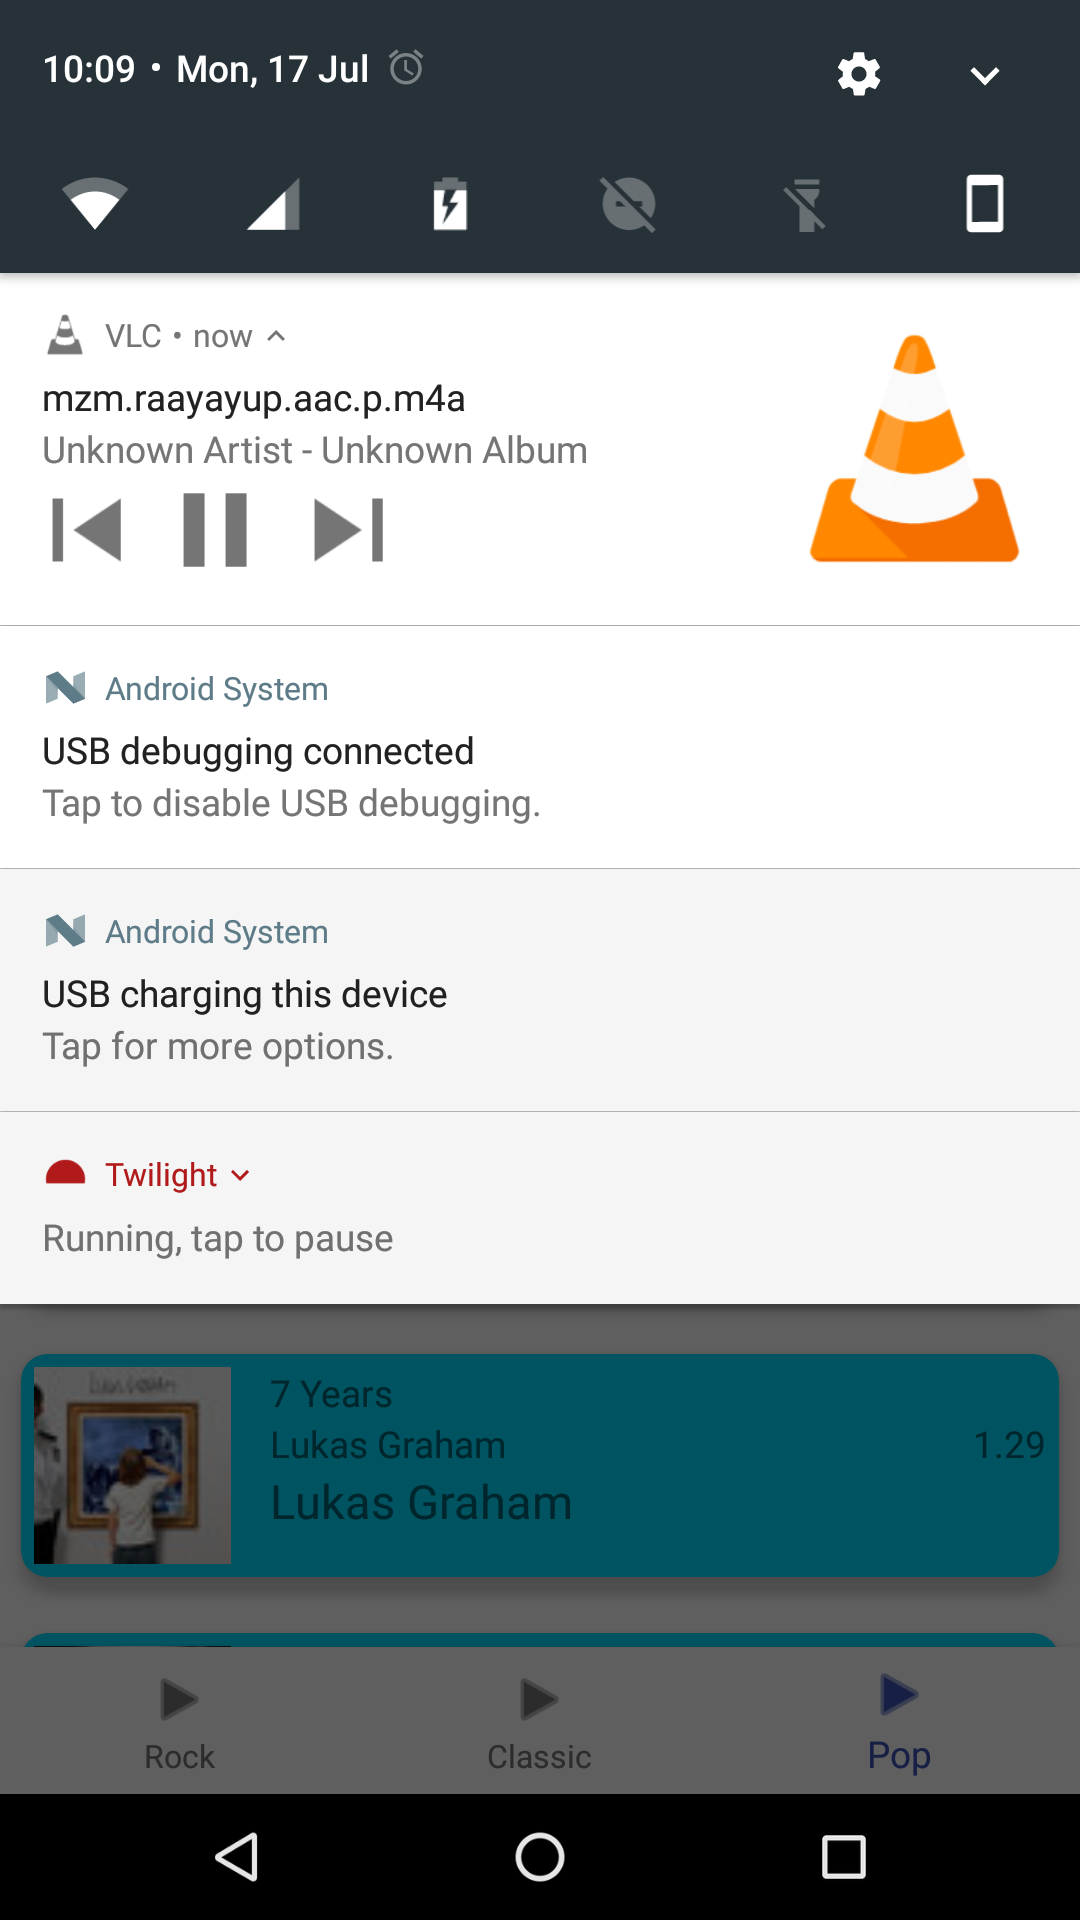 10:09 • Mon, 17 Jul
VLC • now
mzm.raayayup.aac.p.m4a
Unknown Artist - Unknown Album
Android System
USB debugging connected
Tap to disable USB debugging.
Android System
USB charging this device
Tap for more options.
Twilight
Running, tap to pause
7 Years
Lukas Graham
1.29
Lukas Graham
Rock
Classic
Pop